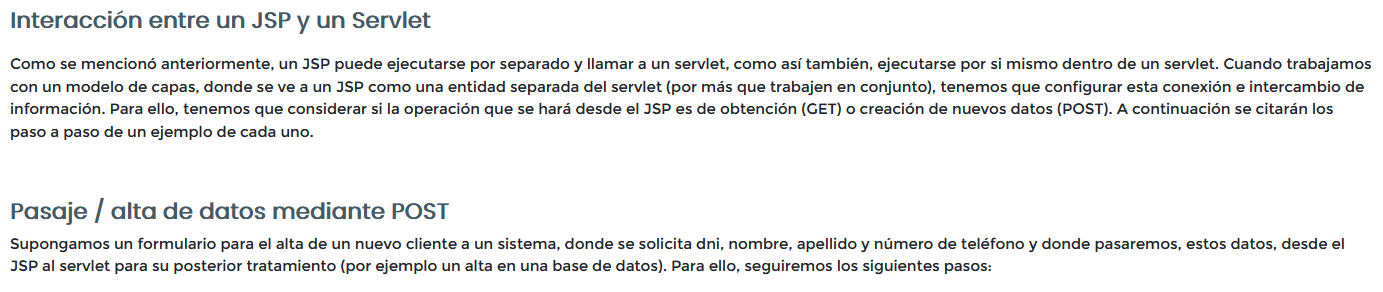 Interacción entre un JSP y un Servlet
Como se mencionó anteriormente, un JSP puede ejecutarse por separado y llamar a un servlet, como así también, ejecutarse por si mismo dentro de un servlet. Cuando trabajamos
con un modelo de capas, donde se ve a un JSP como una entidad separada del servlet (por más que trabajen en conjunto), tenemos que configurar esta conexión e intercambio de
información. Para ello, tenemos que considerar si la operación que se hará desde el JSP es de obtención (GET) o creación de nuevos datos (POST). A continuación se citarán los
paso a paso de un ejemplo de cada uno.
Pasaje / alta de datos mediante POST
Supongamos un formulario para el alta de un nuevo cliente a un sistema, donde se solicita dni, nombre, apellido y número de teléfono y donde pasaremos, estos datos, desde el
JSP al servlet para su posterior tratamiento (por ejemplo un alta en una base de datos). Para ello, seguiremos los siguientes pasos: